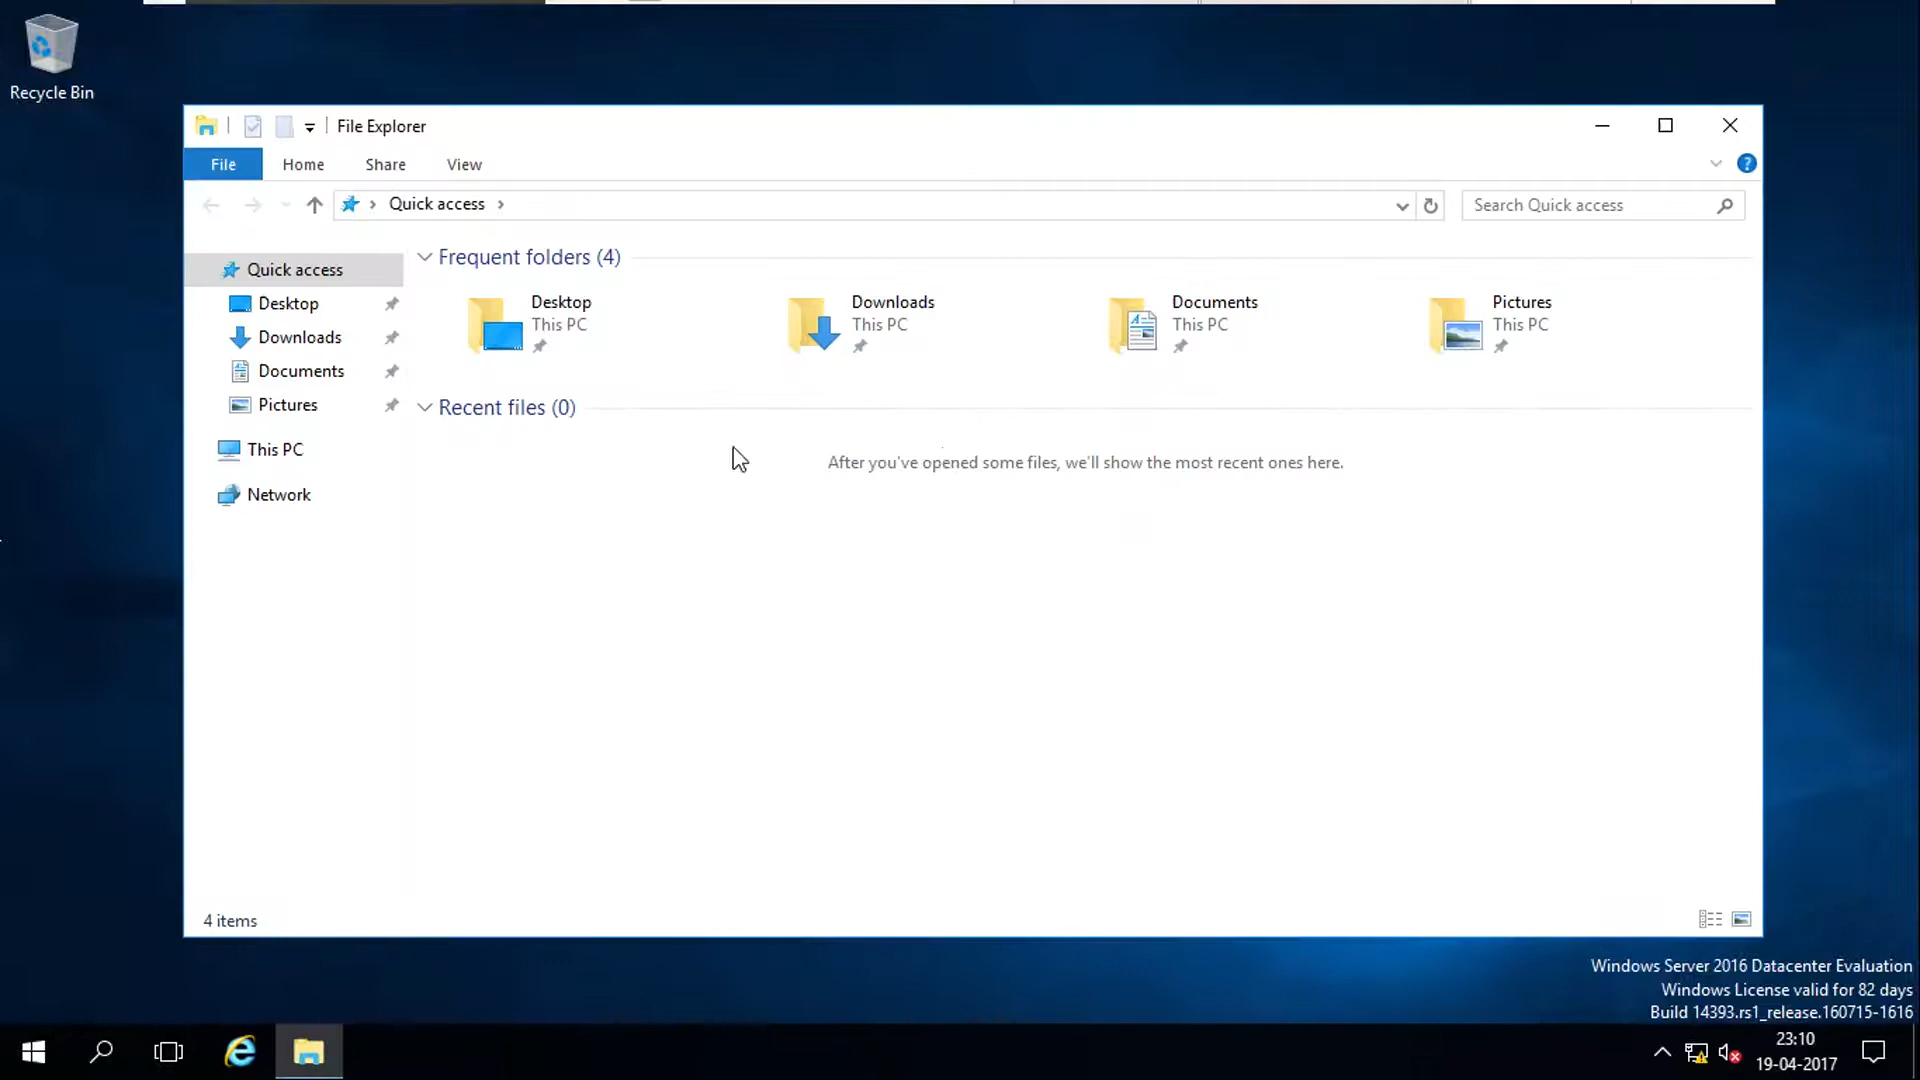 Recycle Bin
File Explorer
File Home Share View
Quick access
Search Quick access
Quick access
Desktop
Downloads
Documents
Pictures
This PC
Network
Frequent folders (4)
Desktop
This PC
Downloads
This PC
Documents
This PC
Pictures
This PC
Recent files (0)
After you've opened some files, we'll show the most recent ones here.
4 items
Windows Server 2016 Datacenter Evaluation
Windows License valid for 82 days
Build 14393.rs1_release.160715-1616
23:10
19-04-2017